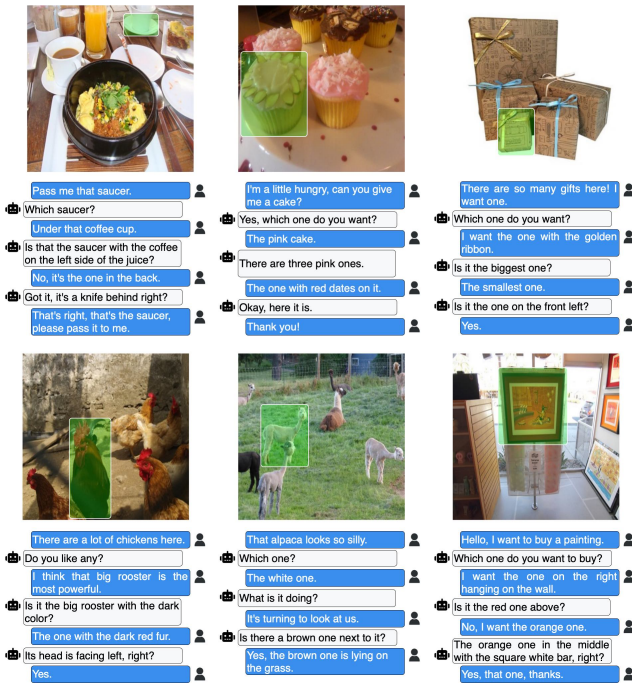 Pass me that saucer.
Which saucer?
Under that coffee cup.
Is that the saucer with the coffee
on the left side of the juice?
No, it's the one in the back.
Got it, it's a knife behind right?
That's right, that's the saucer,
please pass it to me.
I'm a little hungry, can you give
me a cake?
Yes, which one do you want?
The pink cake.
There are three pink ones.
The one with red dates on it.
Okay, here it is.
Thank you!
There are so many gifts here! I
want one.
Which one do you want?
I want the one with the golden
ribbon.
Is it the biggest one?
The smallest one.
Is it the one on the front left?
Yes.
There are a lot of chickens here.
Do you like any?
I think that big rooster is the
most powerful.
Is it the big rooster with the dark
color?
The one with the dark red fur.
Its head is facing left, right?
Yes.
That alpaca looks so silly.
Which one?
The white one.
What is it doing?
It's turning to look at us.
Is there a brown one next to it?
Yes, the brown one is lying on
the grass.
Hello, I want to buy a painting.
Which one do you want to buy?
I want the one on the right
hanging on the wall.
Is it the red one above?
No, I want the orange one.
The orange one in the middle
with the square white bar, right?
Yes, that one, thanks.